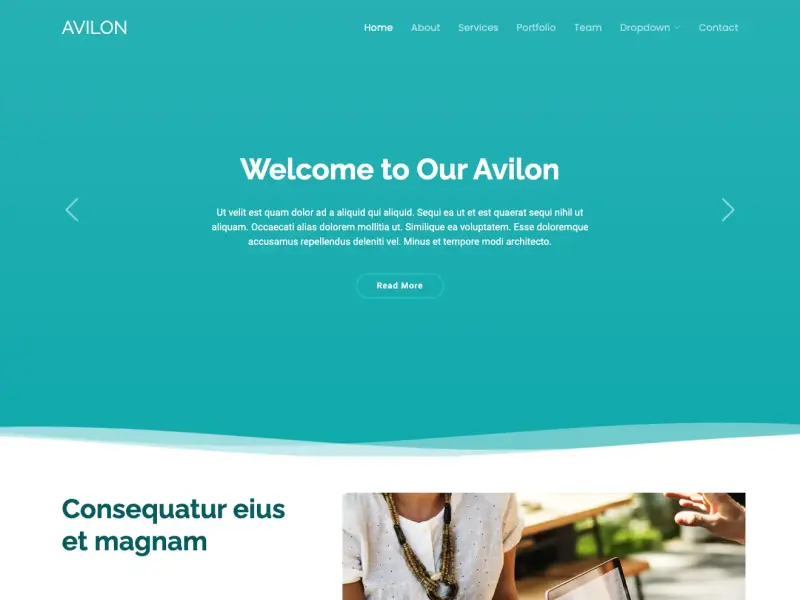 AVILON
Home About Services Portfolio Team Dropdown Contact
Welcome to Our Avilon
Ut velit est quam dolor ad a aliquid qui aliquid. Sequi ea ut et est quaerat sequi nihil ut
aliquam. Occaecati alias dolorem mollitia ut. Similique ea voluptatem. Esse doloremque
accusamus repellendus deleniti vel. Minus et tempore modi architecto.
Read More
Consequatur eius
et magnam